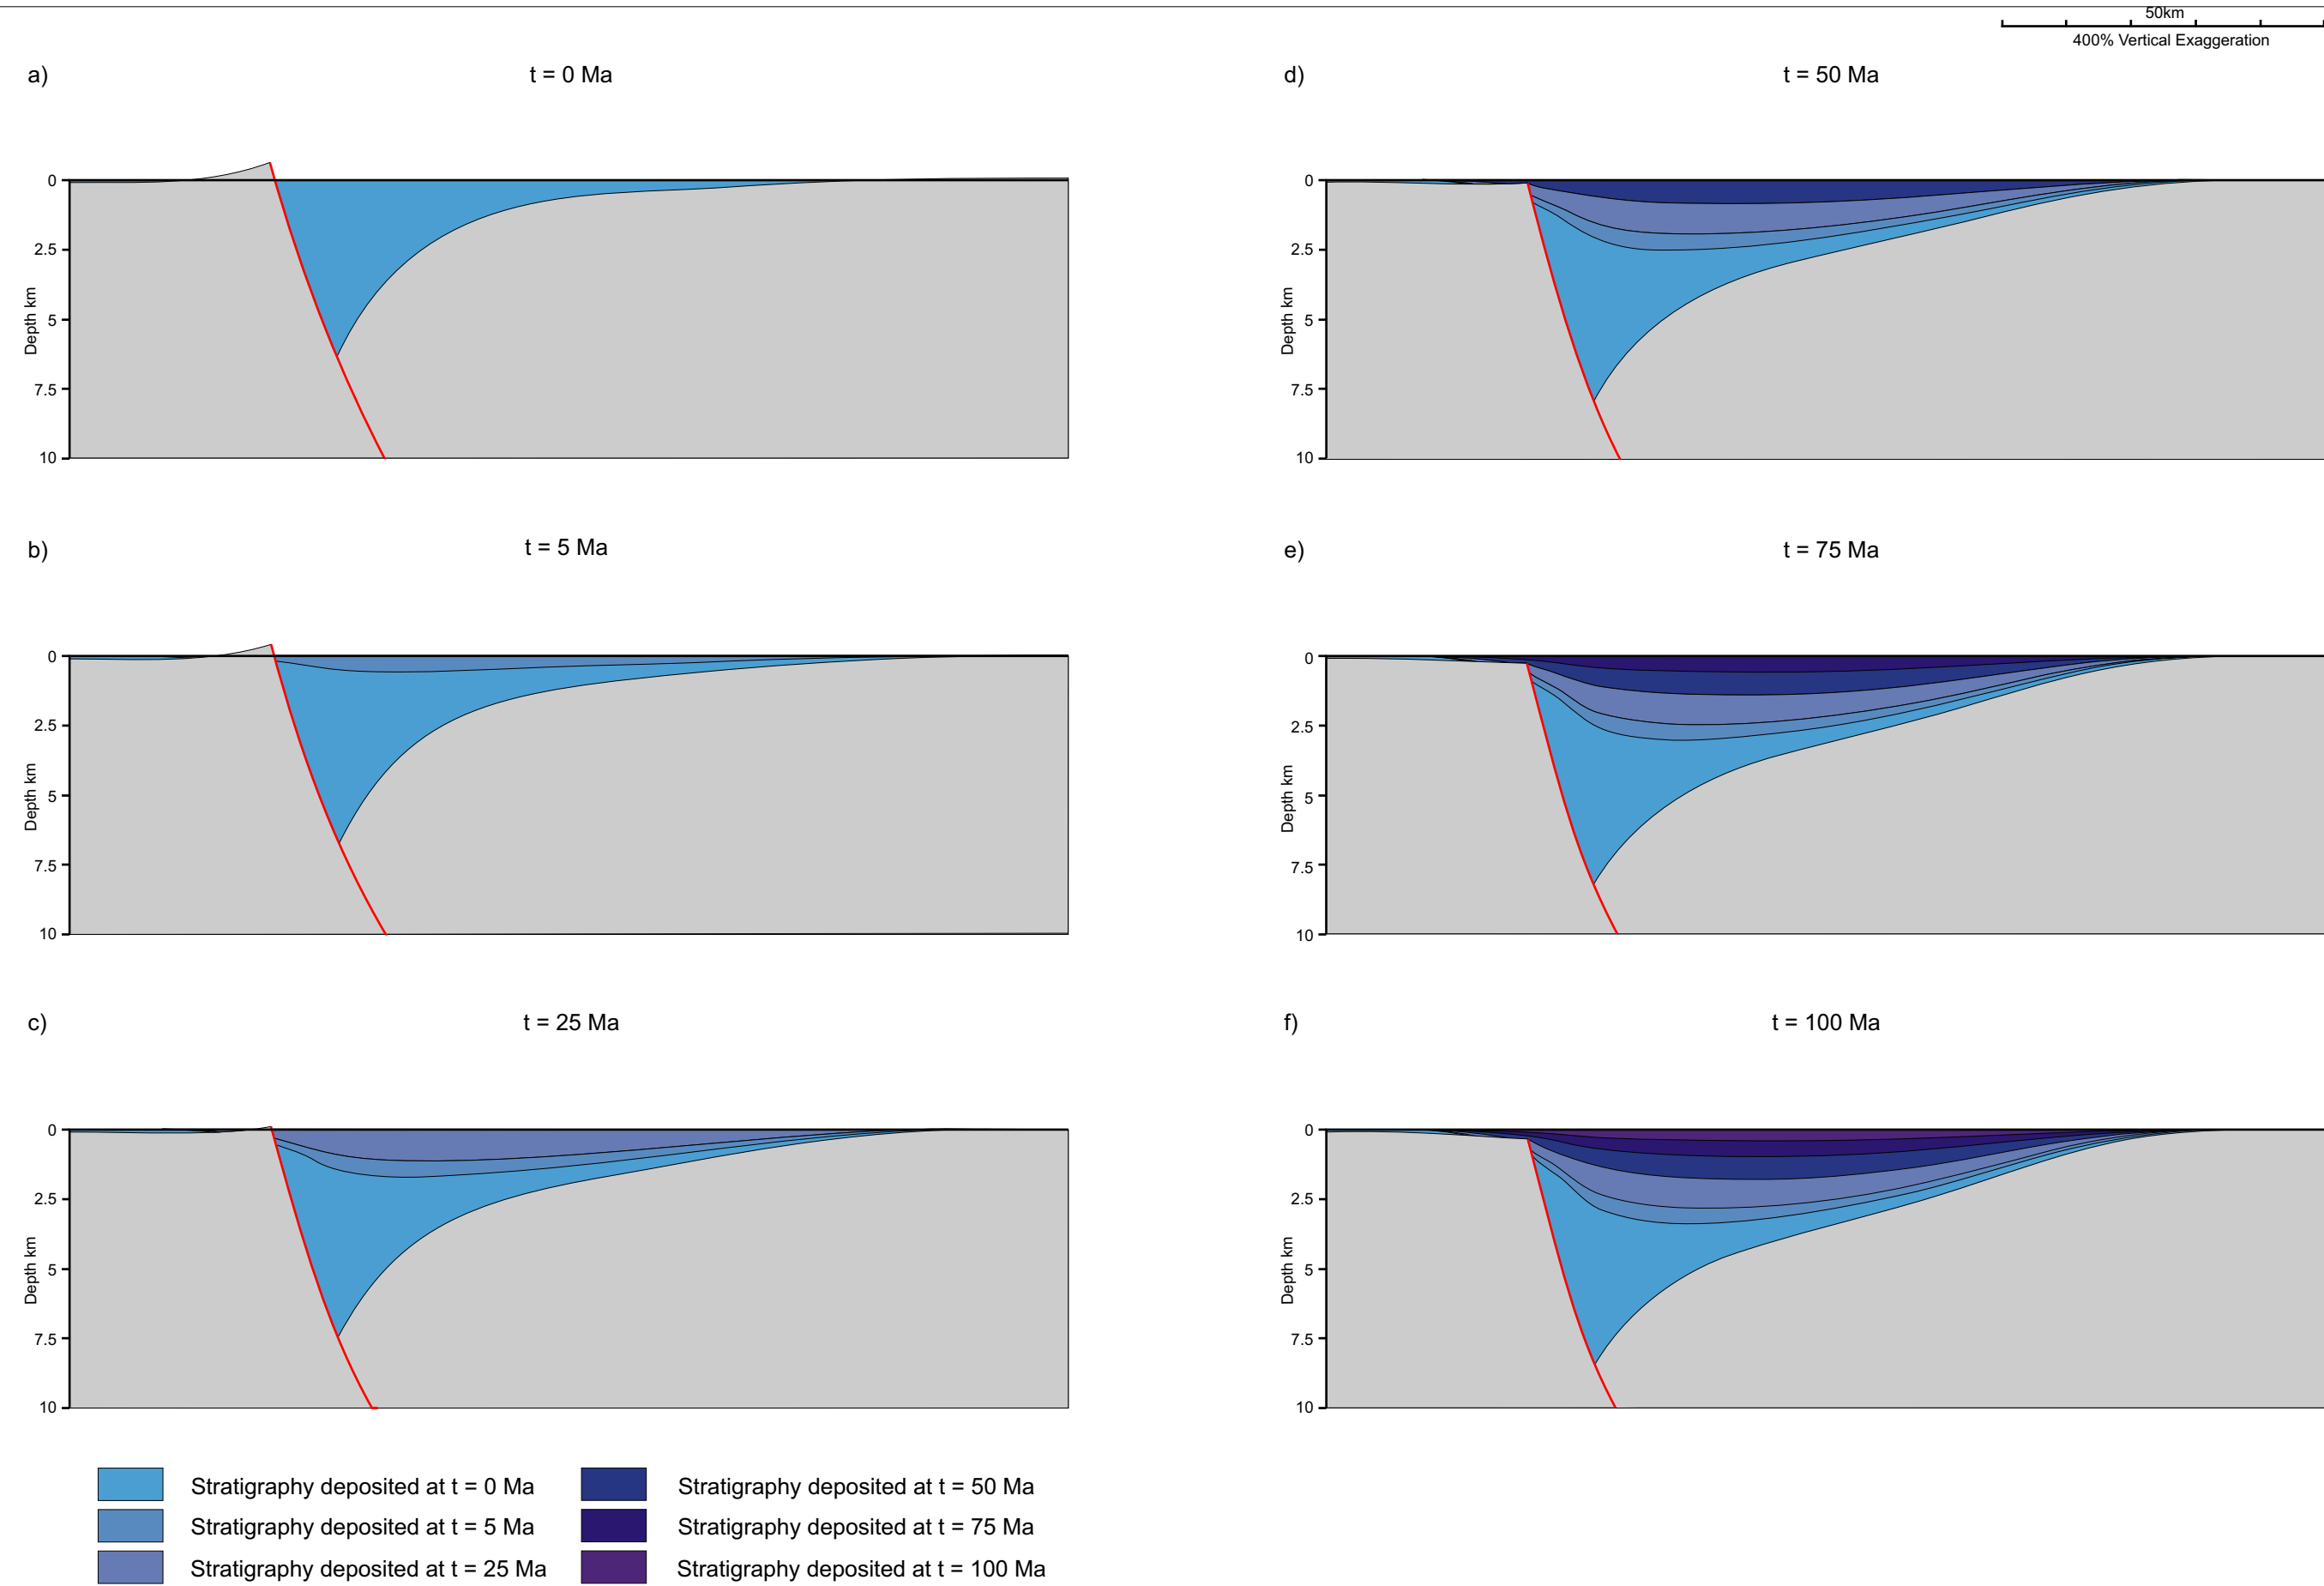 50km
400% Vertical Exaggeration
a)
t = 0 Ma
0
2.5
5
7.5
10
Depth km
b)
t = 5 Ma
0
2.5
5
7.5
10
Depth km
c)
t = 25 Ma
0
2.5
5
7.5
10
Depth km
d)
t = 50 Ma
0
2.5
5
7.5
10
Depth km
e)
t = 75 Ma
0
2.5
5
7.5
10
Depth km
f)
t = 100 Ma
0
2.5
5
7.5
10
Depth km
Stratigraphy deposited at t = 0 Ma
Stratigraphy deposited at t = 5 Ma
Stratigraphy deposited at t = 25 Ma
Stratigraphy deposited at t = 50 Ma
Stratigraphy deposited at t = 75 Ma
Stratigraphy deposited at t = 100 Ma